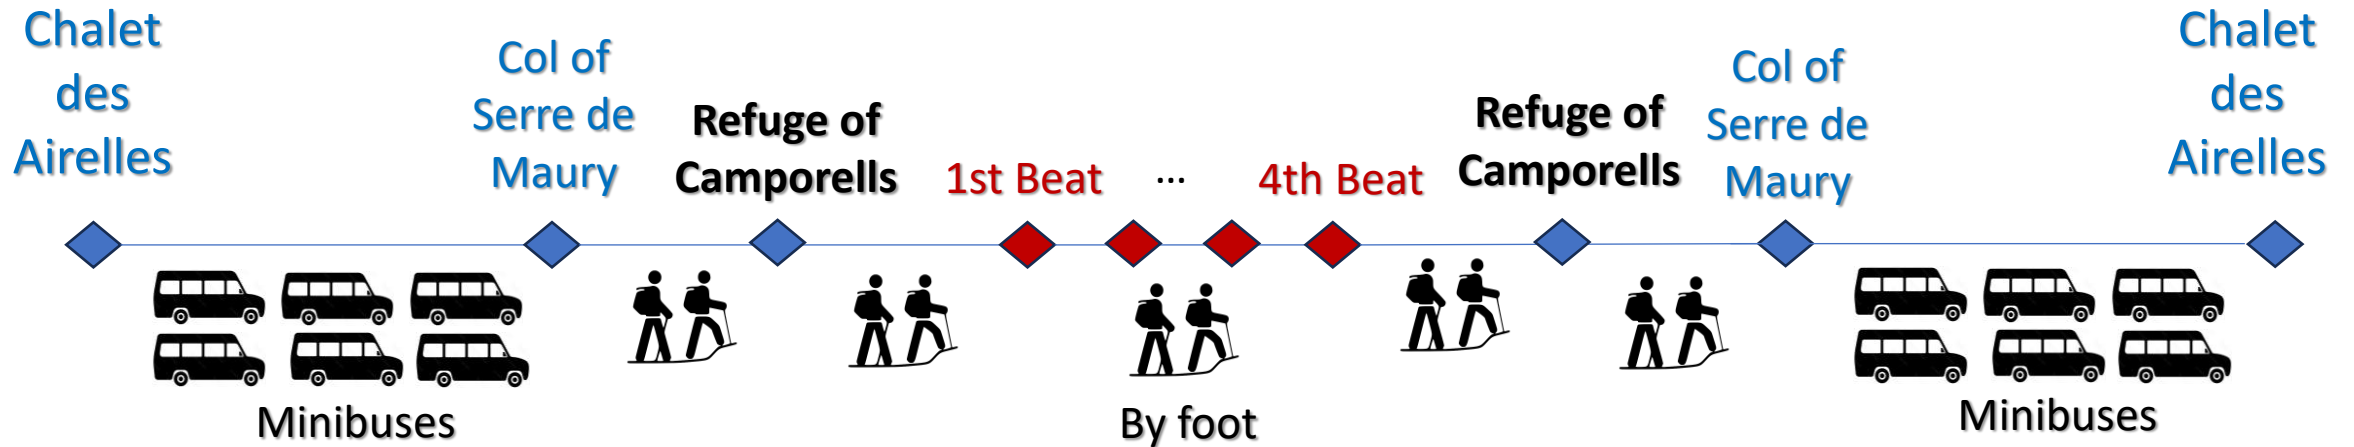 Chalet
des
Airelles
Col of
Serre de
Maury
Refuge of
Camporells
1st Beat
...
4th Beat
Refuge of
Camporells
Col of
Serre de
Maury
Chalet
des
Airelles
Minibuses
By foot
Minibuses